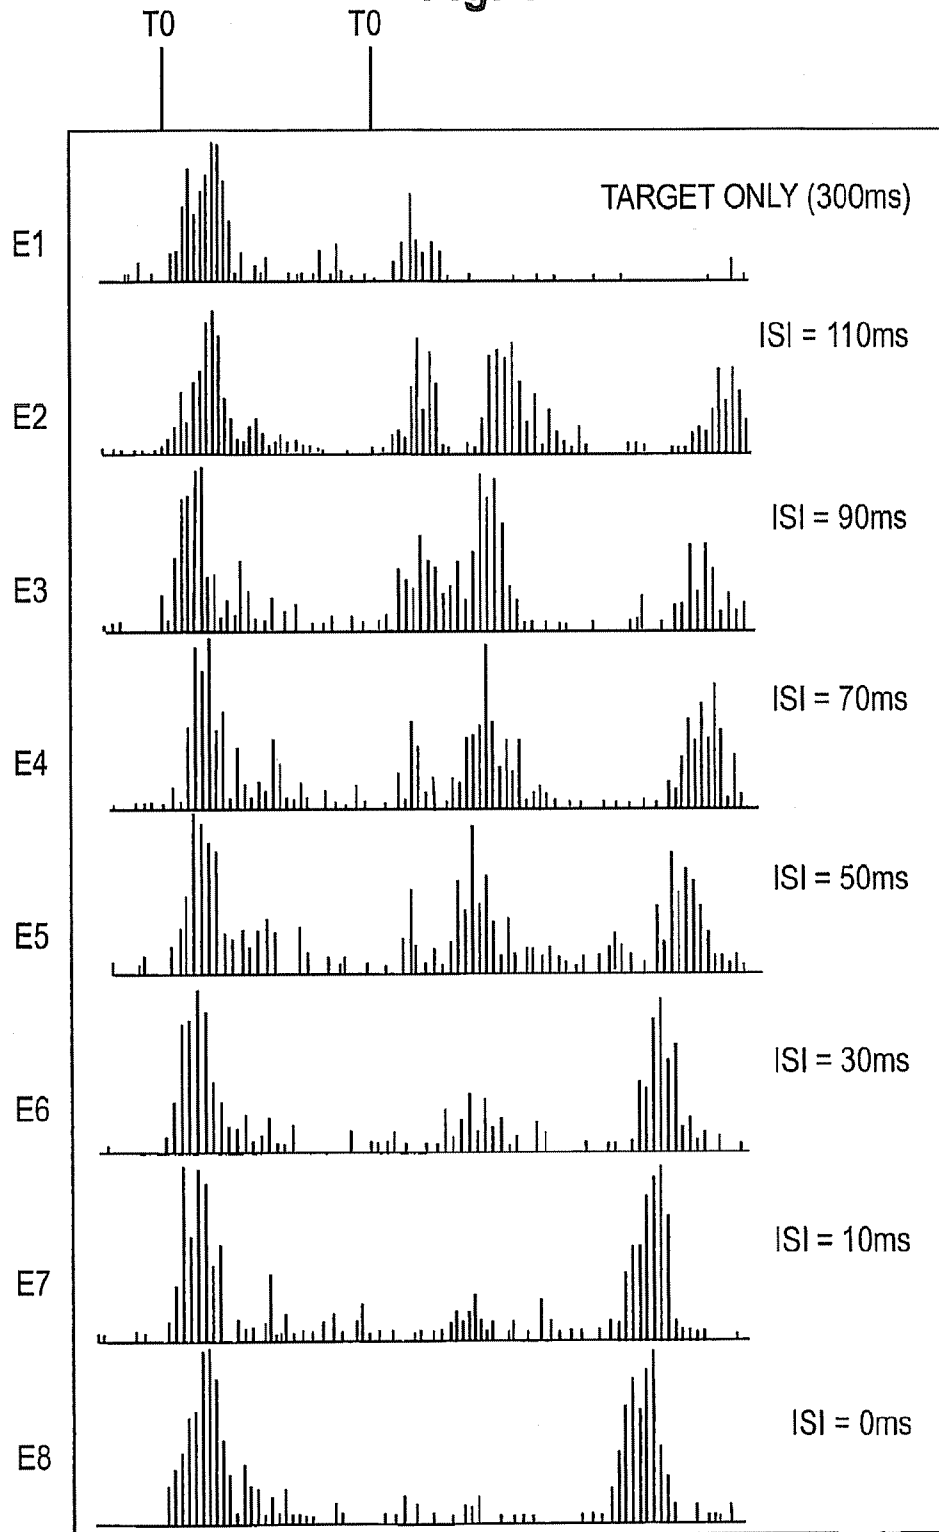 T0 T0
E1 TARGET ONLY (300ms)
E2 ISI = 110ms
E3 ISI = 90ms
E4 ISI = 70ms
E5 ISI = 50ms
E6 ISI = 30ms
E7 ISI = 10ms
E8 ISI = 0ms